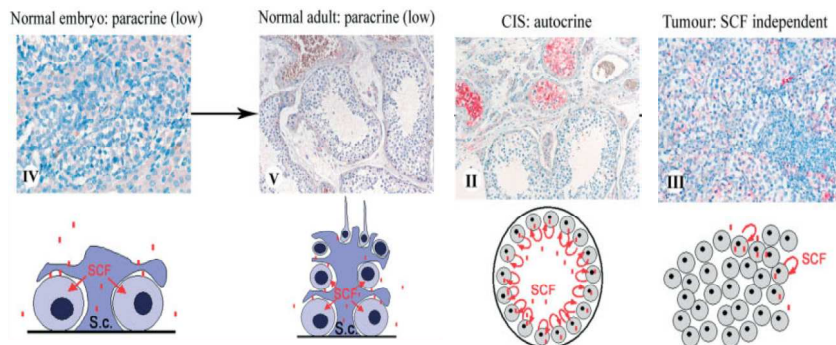 Normal embryo: paracrine (low)
Normal adult: paracrine (low)
CIS: autocrine
Tumour: SCF independent
IV
V
II
III
SCF
S.c.
SCF
S.c.
SCF
SCF